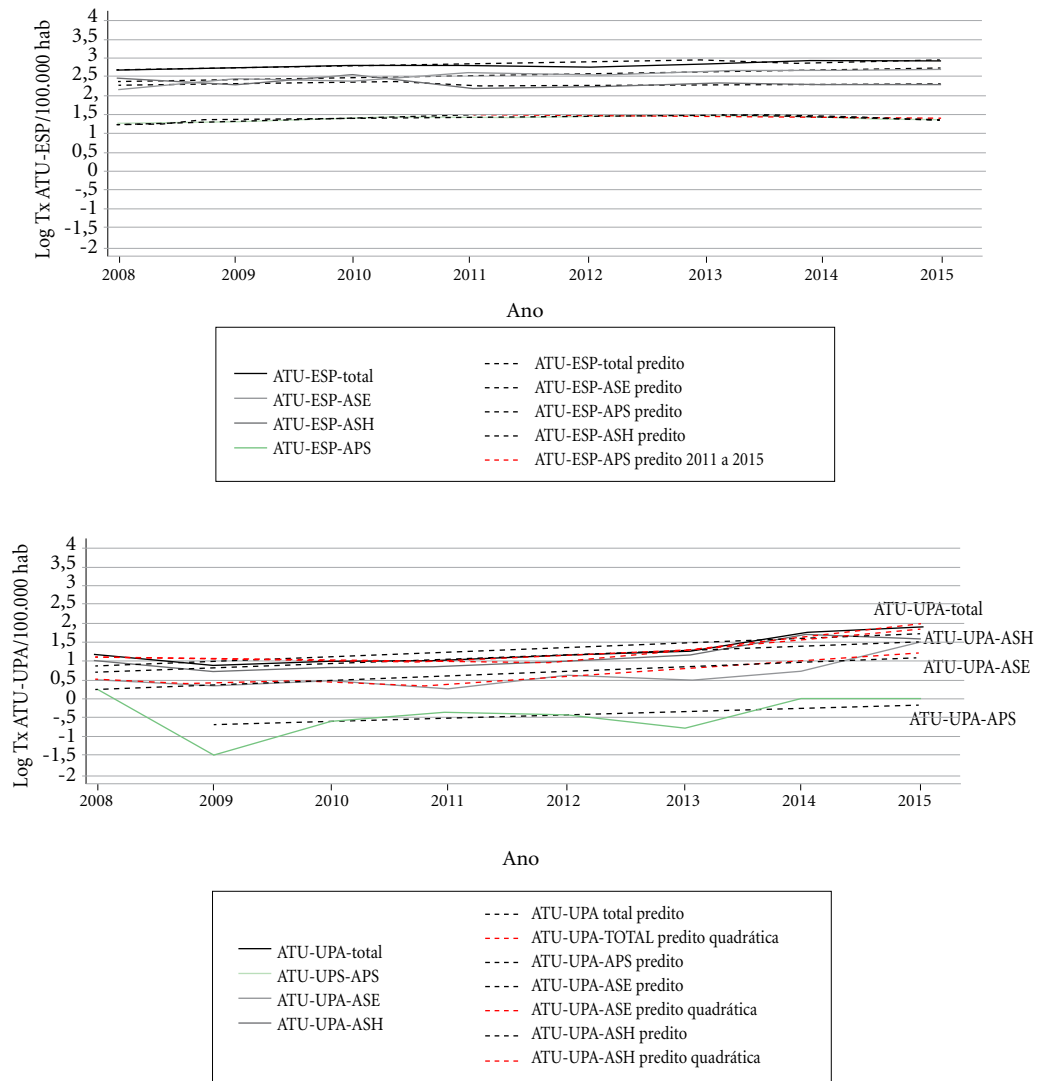 Log Tx ATU-ESP/100.000 hab
4
3,5
3
2,5
2
1,5
1
0,5
0
-,5
-1
-1,5
-2
2008 2009 2010 2011 2012 2013 2014 2015
Ano
ATU-ESP-total
ATU-ESP-ASE
ATU-ESP-ASH
ATU-ESP-APS
ATU-ESP-total predito
ATU-ESP-ASE predito
ATU-ESP-APS predito
ATU-ESP-ASH predito
ATU-ESP-APS predito 2011 a 2015
Log Tx ATU-UPA/100.000 hab
4
3,5
3
2,5
2,
1,5
1
0,5
0
-,5
-1
-1,5
-2
ATU-UPA-total
ATU-UPA-ASH
ATU-UPA-ASE
ATU-UPA-APS
2008 2009 2010 2011 2012 2013 2014 2015
Ano
ATU-UPA-total
ATU-UPS-APS
ATU-UPA-ASE
ATU-UPA-ASH
ATU-UPA total predito
ATU-UPA-TOTAL predito quadrática
ATU-UPA-APS predito
ATU-UPA-ASE predito
ATU-UPA-ASE predito quadrática
ATU-UPA-ASH predito
ATU-UPA-ASH predito quadrática